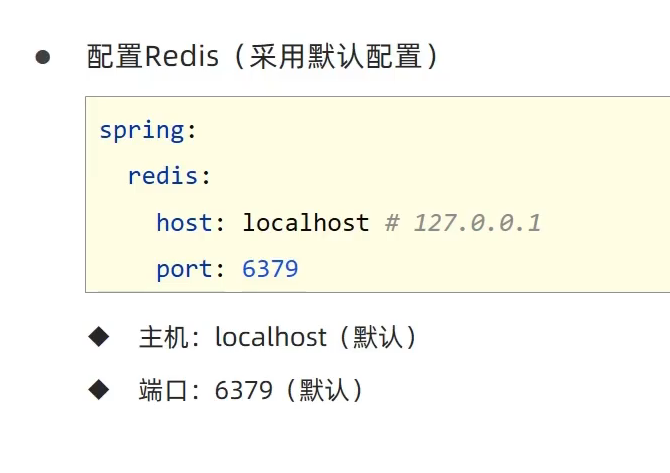 ● 配置Redis（采用默认配置）
spring:
  redis:
    host: localhost # 127.0.0.1
    port: 6379
◆ 主机：localhost（默认）
◆ 端口：6379（默认）